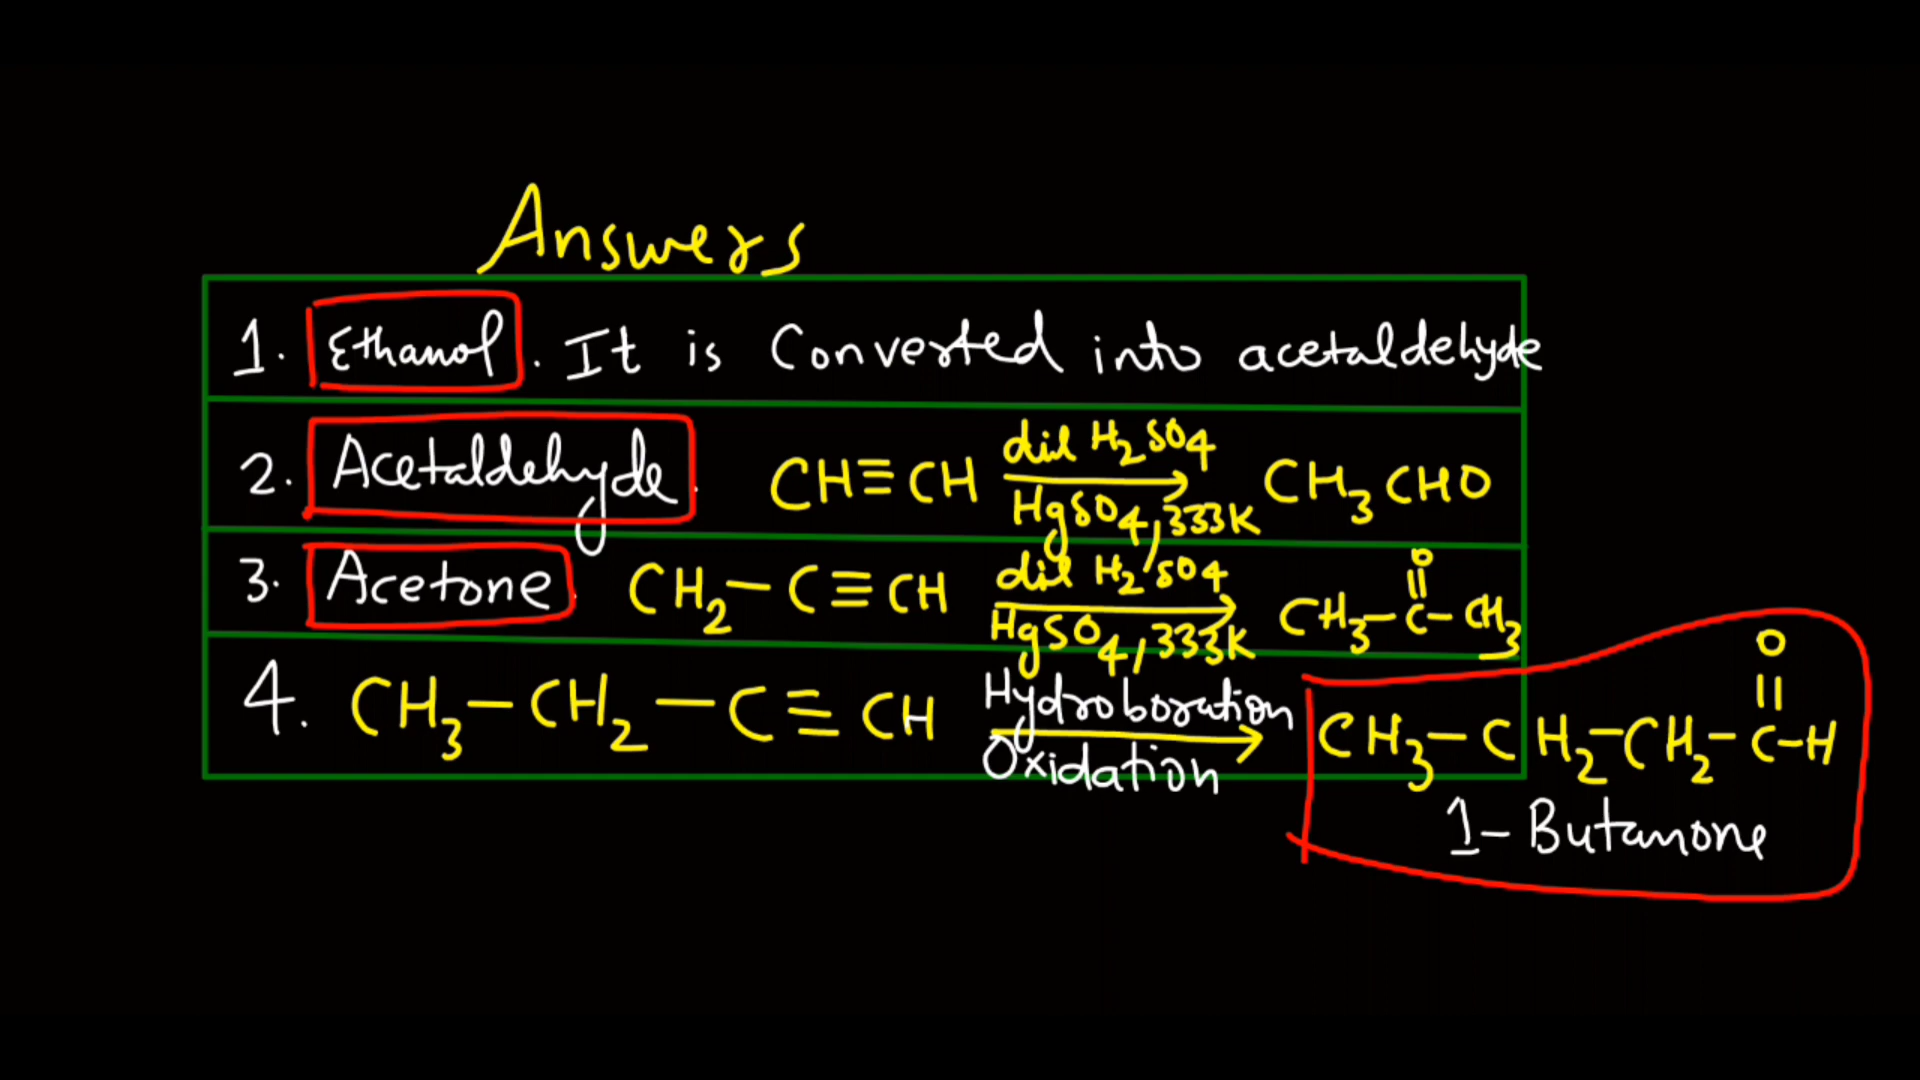 Answers
1. Ethanol. It is Converted into acetaldehyde
2. Acetaldehyde. CH≡CH dil H₂SO₄ HgSO₄, 333K CH₃CHO
3. Acetone. CH₂-C≡CH dil H₂SO₄ HgSO₄, 333K CH₃-C-CH₃ || O
4. CH₃-CH₂-C≡CH Hydroboration Oxidation CH₃-CH₂-CH₂-C-H || O
1-Butanone